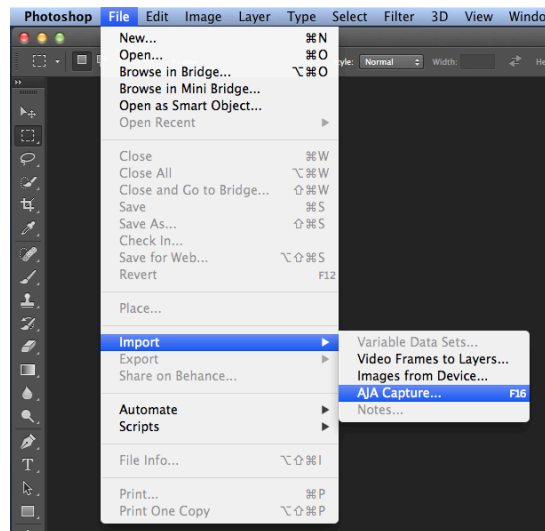 Photoshop File Edit Image Layer Type Select Filter 3D View Windo
New... ⌘N
Open... ⌘O
Browse in Bridge... ⌥⌘O
Browse in Mini Bridge...
Open as Smart Object...
Open Recent ▶
Close ⌘W
Close All ⌥⌘W
Close and Go to Bridge... ⇧⌘W
Save ⌘S
Save As... ⇧⌘S
Check In...
Save for Web... ⌥⇧⌘S
Revert F12
Place...
Import ▶
Export ▶
Share on Behance...
Automate ▶
Scripts ▶
File Info... ⌥⇧⌘I
Print... ⌘P
Print One Copy ⌥⇧⌘P
Normal Width: He
Variable Data Sets...
Video Frames to Layers...
Images from Device...
AJA Capture... F16
Notes...